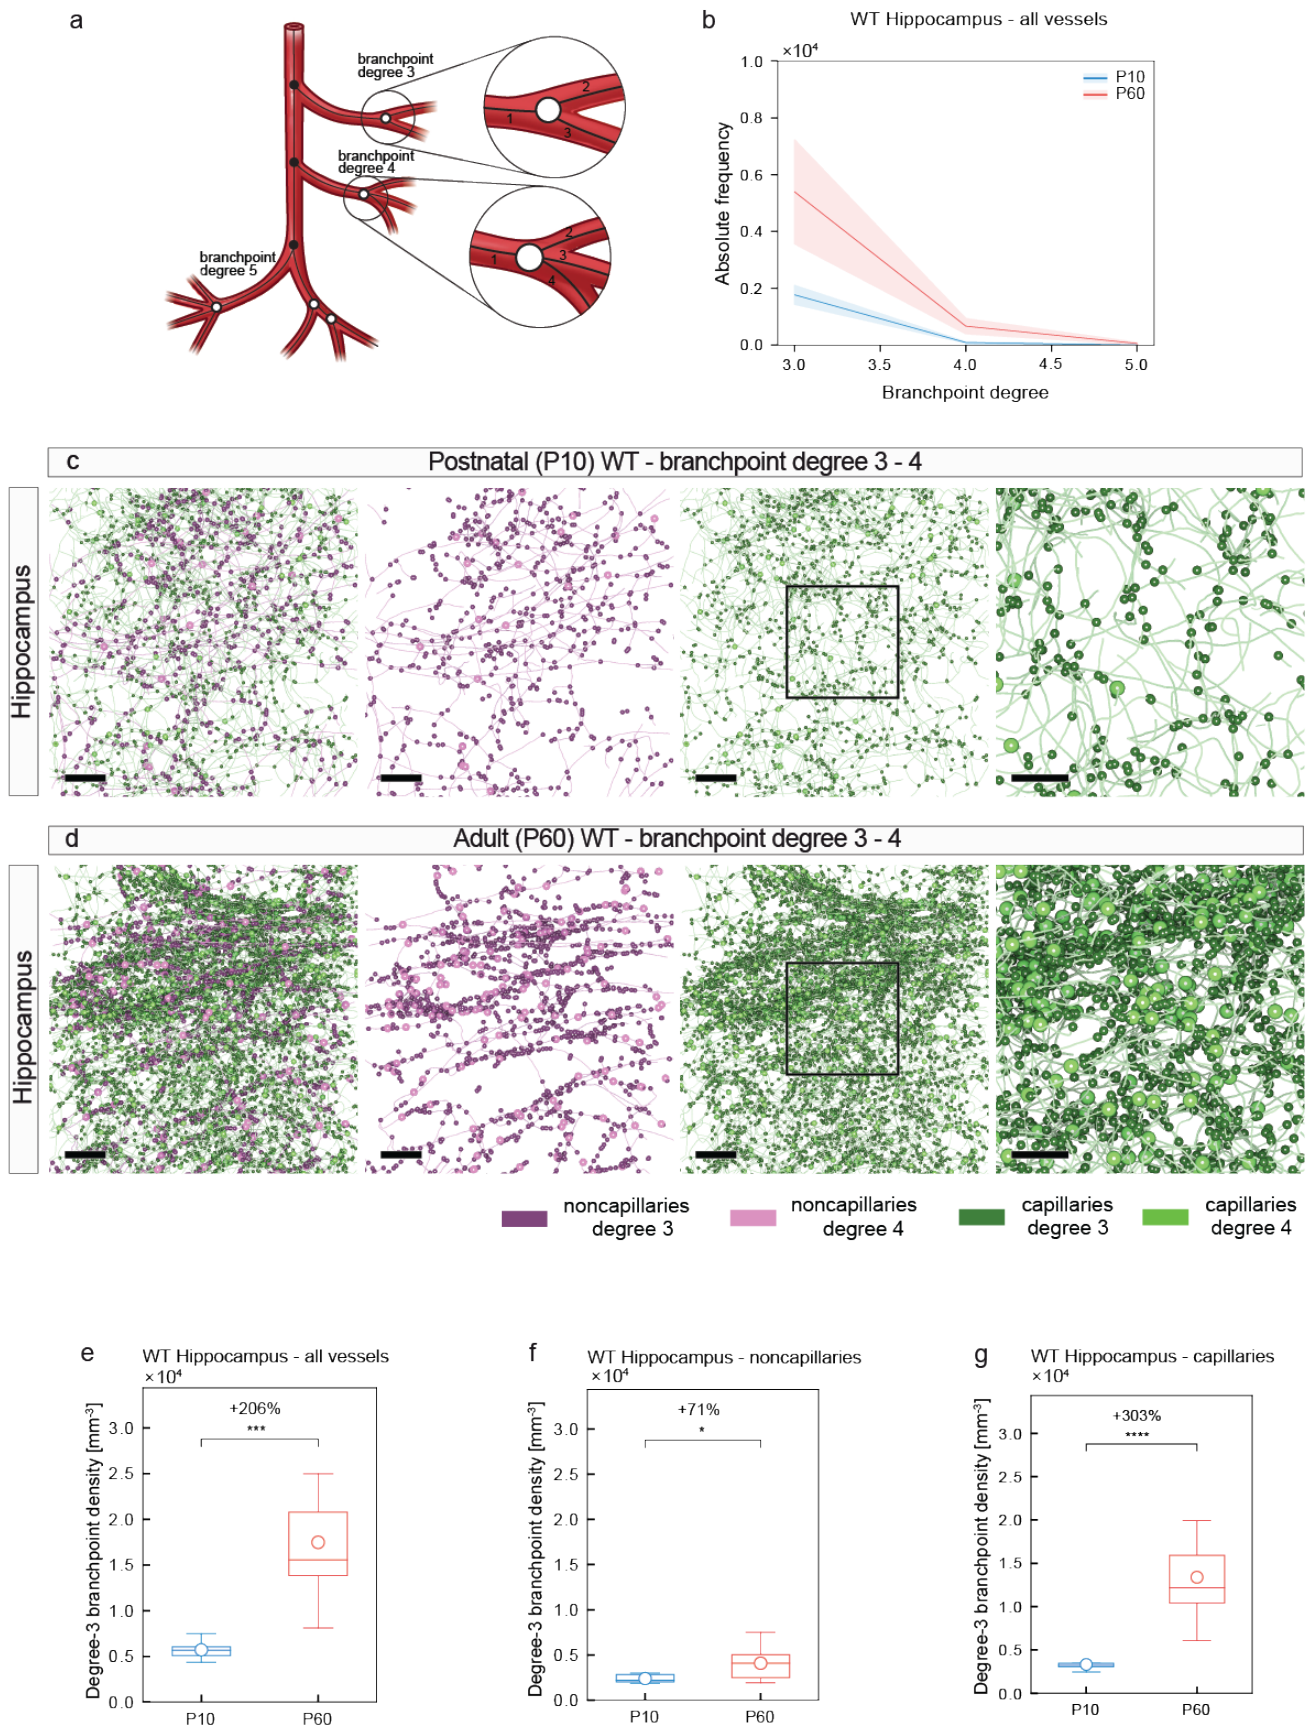 a
branchpoint
degree 3
2
1
3
branchpoint
degree 4
2
1
3
4
branchpoint
degree 5
b
WT Hippocampus - all vessels
×10⁴
1.0
0.8
0.6
0.4
0.2
0.0
Absolute frequency
P10
P60
3.0 3.5 4.0 4.5 5.0
Branchpoint degree
c
Postnatal (P10) WT - branchpoint degree 3 - 4
Hippocampus
d
Adult (P60) WT - branchpoint degree 3 - 4
Hippocampus
noncapillaries
degree 3
noncapillaries
degree 4
capillaries
degree 3
capillaries
degree 4
e
WT Hippocampus - all vessels
×10⁴
Degree-3 branchpoint density [mm⁻³]
3.0
2.5
2.0
1.5
1.0
0.5
0.0
+206%
***
P10 P60
f
WT Hippocampus - noncapillaries
×10⁴
Degree-3 branchpoint density [mm⁻³]
3.0
2.5
2.0
1.5
1.0
0.5
0.0
+71%
*
P10 P60
g
WT Hippocampus - capillaries
×10⁴
Degree-3 branchpoint density [mm⁻³]
3.0
2.5
2.0
1.5
1.0
0.5
0.0
+303%
****
P10 P60